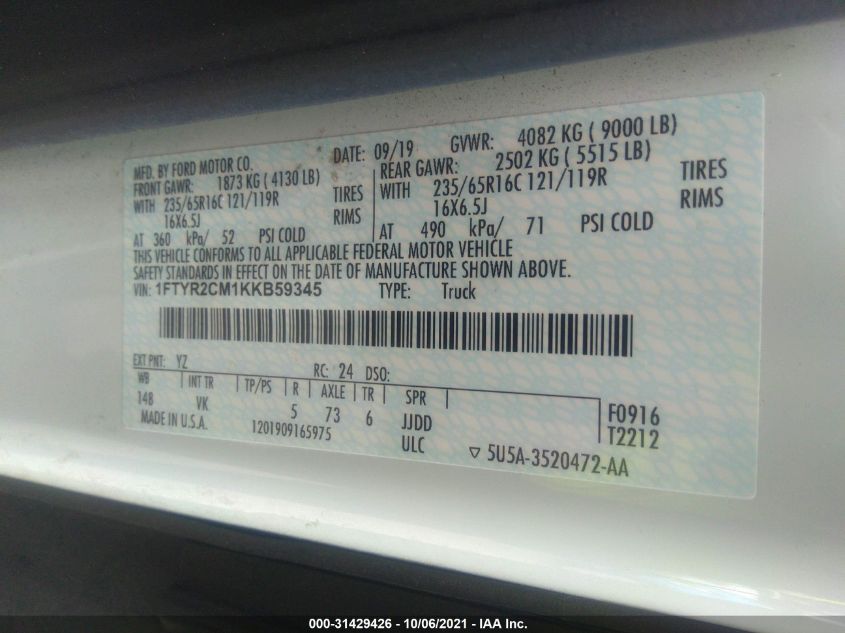 MFD. BY FORD MOTOR CO. DATE: 09/19 GVWR: 4082 KG ( 9000 LB)
FRONT GAWR: 1873 KG ( 4130 LB) REAR GAWR: 2502 KG ( 5515 LB)
WITH 235/65R16C 121/119R TIRES WITH 235/65R16C 121/119R TIRES
16X6.5J RIMS 16X6.5J RIMS
AT 360 kPa/ 52 PSI COLD AT 490 kPa/ 71 PSI COLD
THIS VEHICLE CONFORMS TO ALL APPLICABLE FEDERAL MOTOR VEHICLE
SAFETY STANDARDS IN EFFECT ON THE DATE OF MANUFACTURE SHOWN ABOVE.
VIN: 1FTYR2CM1KKB59345 TYPE: Truck
EXT PNT: YZ RC: 24 DSO:
WB INT TR TP/PS R AXLE TR SPR
148 VK 5 73 6 JJDD F0916
MADE IN U.S.A. 1201909165975 ULC T2212
5U5A-3520472-AA
000-31429426 - 10/06/2021 - IAA Inc.